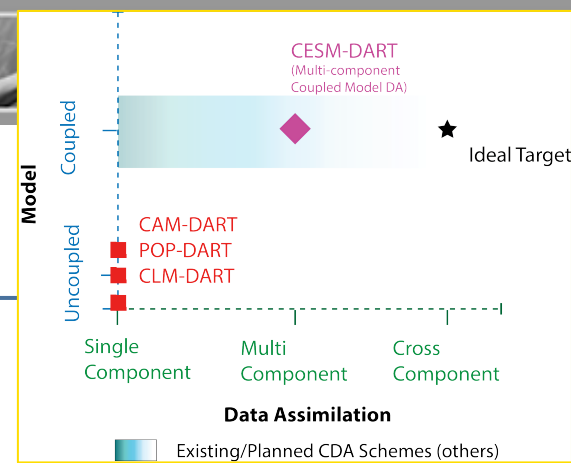 CESM-DART
(Multi-component
Coupled Model DA)
Coupled
Ideal Target
Model
CAM-DART
POP-DART
CLM-DART
Uncoupled
Single
Component
Multi
Component
Cross
Component
Data Assimilation
Existing/Planned CDA Schemes (others)